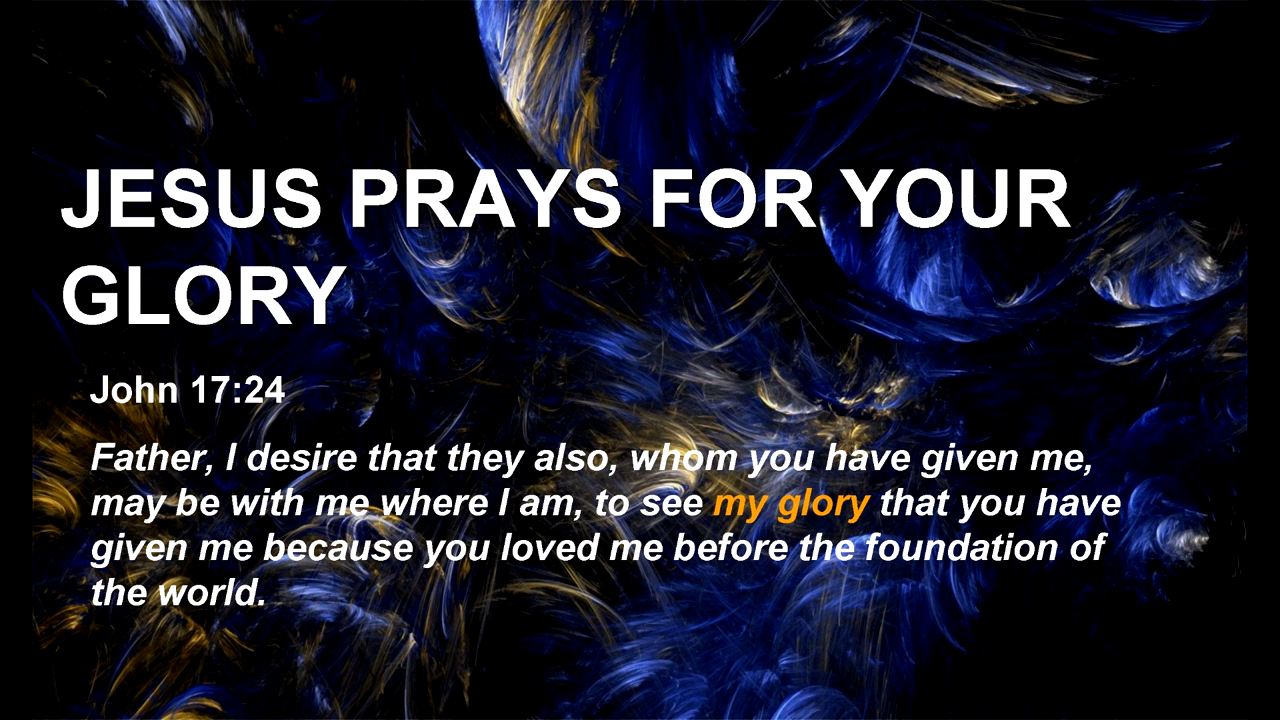 JESUS PRAYS FOR YOUR
GLORY
John 17:24
Father, I desire that they also, whom you have given me,
may be with me where I am, to see my glory that you have
given me because you loved me before the foundation of
the world.